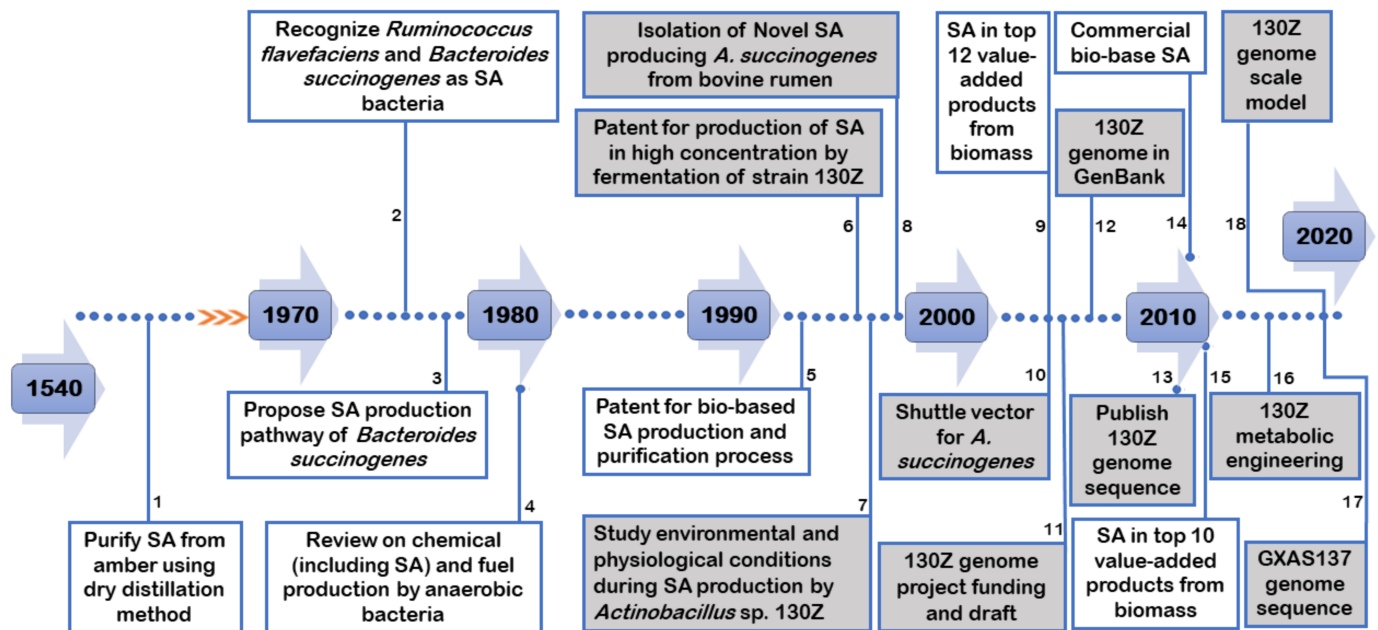 Recognize Ruminococcus
flavefaciens and Bacteroides
succinogenes as SA
bacteria
Isolation of Novel SA
producing A. succinogenes
from bovine rumen
Patent for production of SA
in high concentration by
fermentation of strain 130Z
SA in top
12 value-
added
products
from
biomass
Commercial
bio-base SA
130Z
genome in
GenBank
130Z
genome
scale
model
2
6
8
9
12
14
18
1540
1970
1980
1990
2000
2010
2020
1
3
4
5
7
10
11
13
15
16
17
Propose SA production
pathway of Bacteroides
succinogenes
Patent for bio-based
SA production and
purification process
Shuttle vector
for A.
succinogenes
Publish
130Z
genome
sequence
130Z
metabolic
engineering
Purify SA from
amber using
dry distillation
method
Review on chemical
(including SA) and fuel
production by anaerobic
bacteria
Study environmental and
physiological conditions
during SA production by
Actinobacillus sp. 130Z
130Z genome
project funding
and draft
SA in top 10
value-added
products from
biomass
GXAS137
genome
sequence